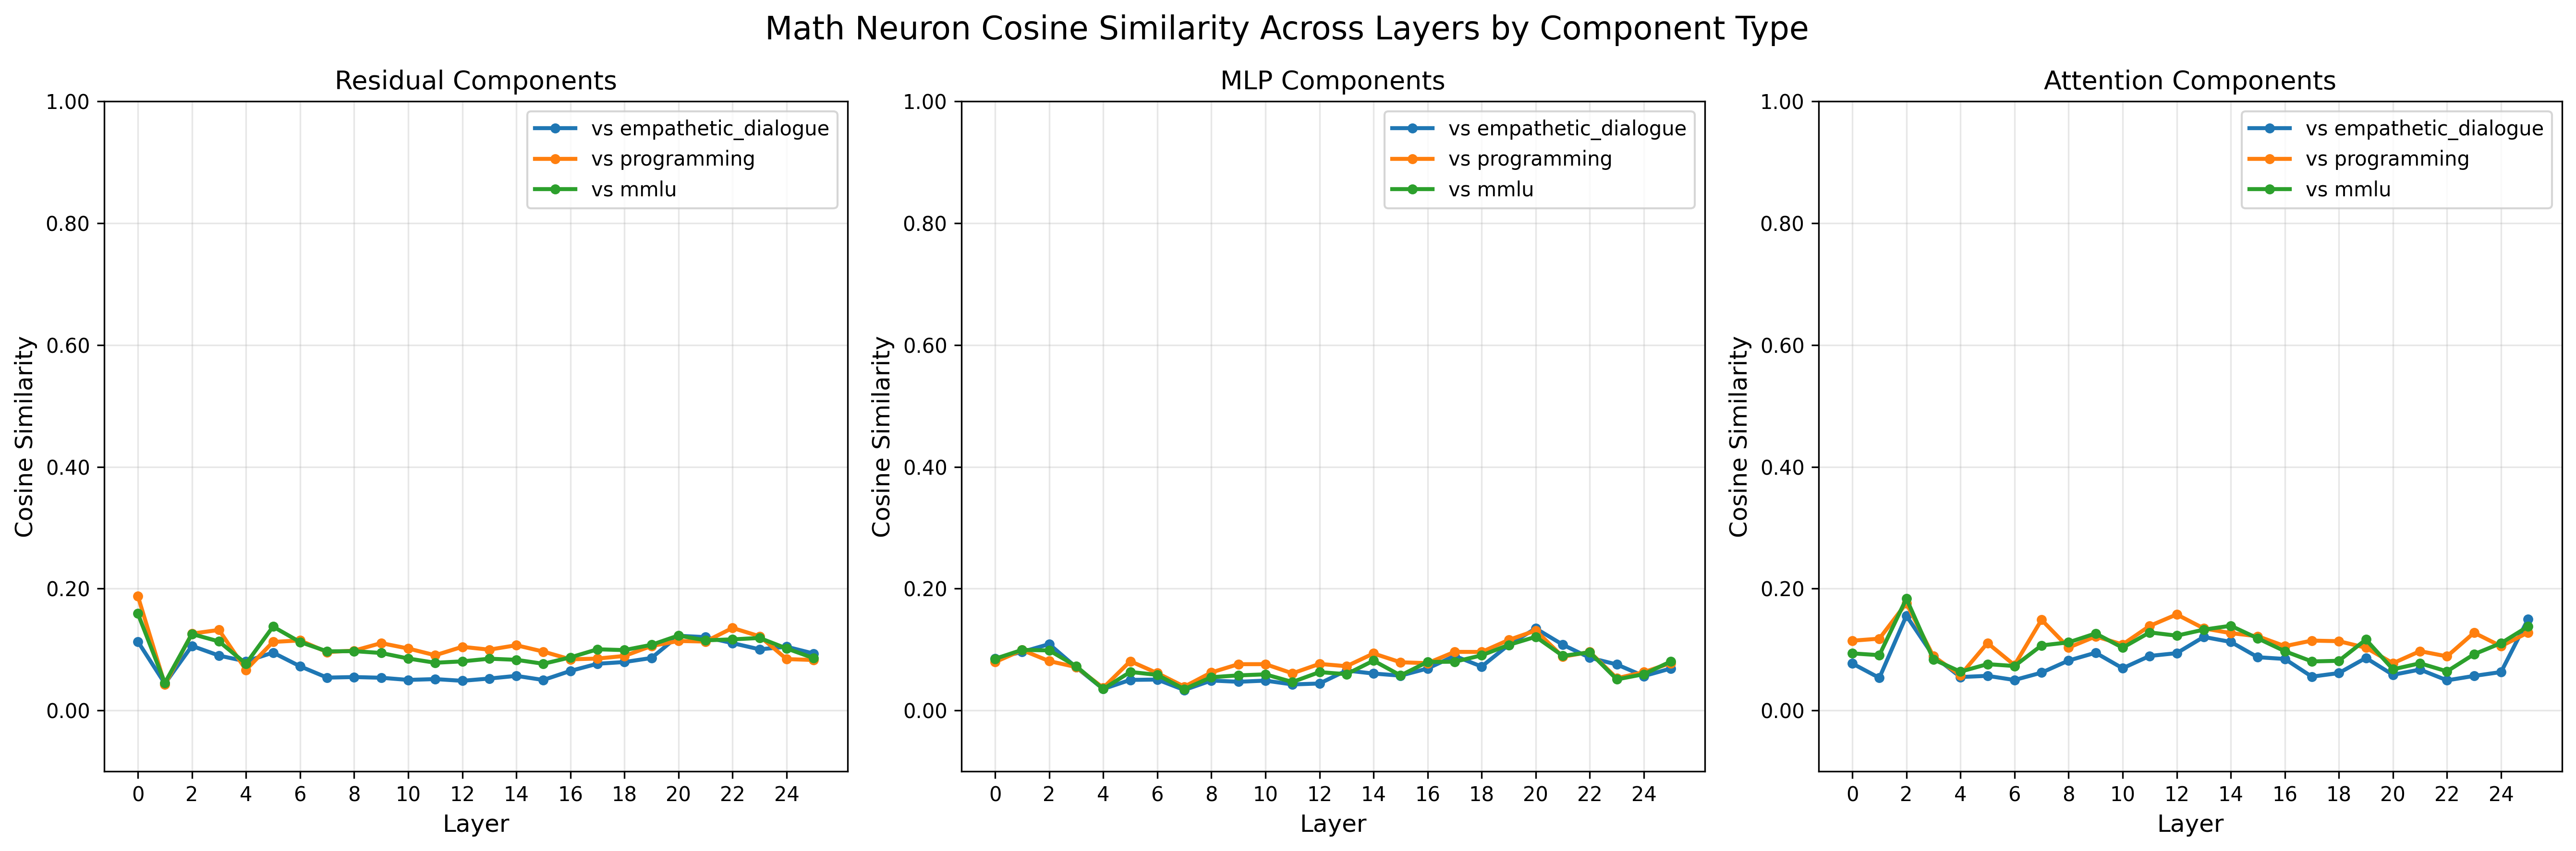 Math Neuron Cosine Similarity Across Layers by Component Type
Residual Components
1.00
0.80
0.60
0.40
0.20
0.00
Cosine Similarity
vs empathetic_dialogue
vs programming
vs mmlu
0 2 4 6 8 10 12 14 16 18 20 22 24
Layer
MLP Components
1.00
0.80
0.60
0.40
0.20
0.00
Cosine Similarity
vs empathetic_dialogue
vs programming
vs mmlu
0 2 4 6 8 10 12 14 16 18 20 22 24
Layer
Attention Components
1.00
0.80
0.60
0.40
0.20
0.00
Cosine Similarity
vs empathetic_dialogue
vs programming
vs mmlu
0 2 4 6 8 10 12 14 16 18 20 22 24
Layer